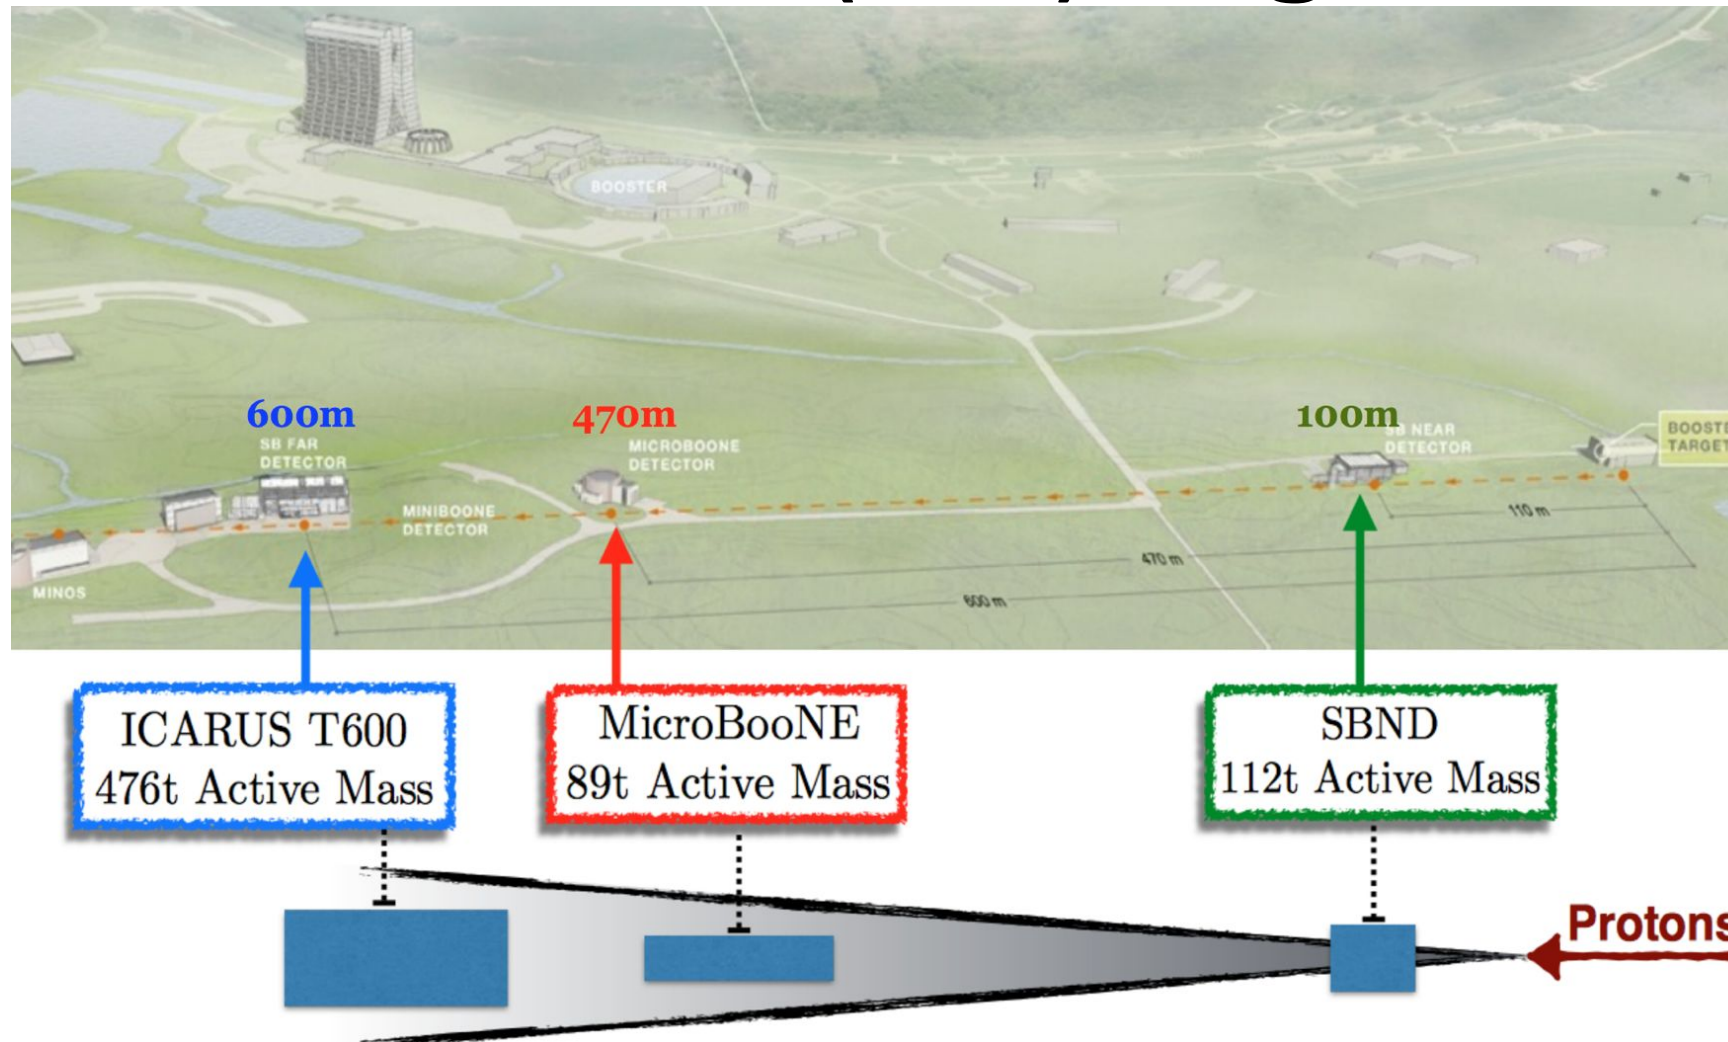 BOOSTER
600m
470m
100m
SB FAR
DETECTOR
MICROBOONE
DETECTOR
SB NEAR
DETECTOR
MINIBOONE
DETECTOR
110 m
470 m
600 m
MINOS
ICARUS T600
476t Active Mass
MicroBooNE
89t Active Mass
SBND
112t Active Mass
Protons